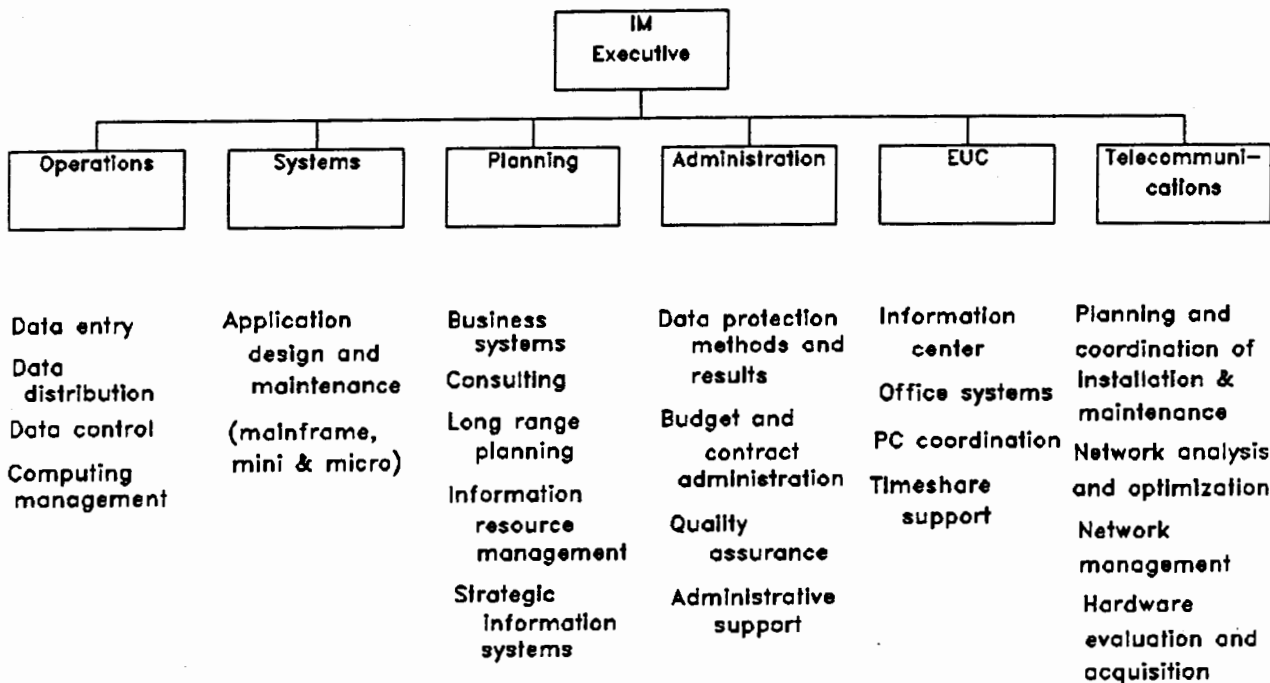 IM
Executive
Operations
Systems
Planning
Administration
EUC
Telecommuni-
cations
Data entry
Data
distribution
Data control
Computing
management
Application
design and
maintenance
(mainframe,
mini & micro)
Business
systems
Consulting
Long range
planning
Information
resource
management
Strategic
information
systems
Data protection
methods and
results
Budget and
contract
administration
Quality
assurance
Administrative
support
Information
center
Office systems
PC coordination
Timeshare
support
Planning and
coordination of
installation &
maintenance
Network analysis
and optimization
Network
management
Hardware
evaluation and
acquisition